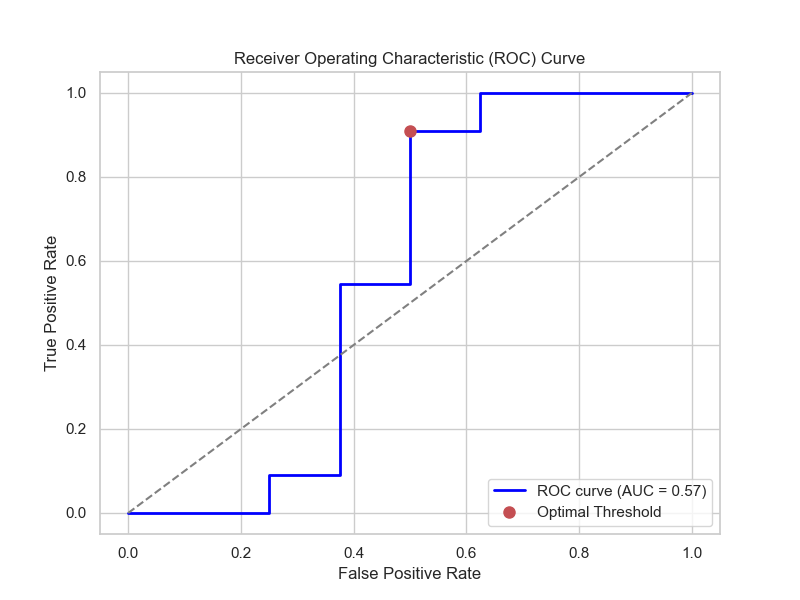 Receiver Operating Characteristic (ROC) Curve
True Positive Rate
1.0
0.8
0.6
0.4
0.2
0.0
0.0 0.2 0.4 0.6 0.8 1.0
False Positive Rate
ROC curve (AUC = 0.57)
Optimal Threshold